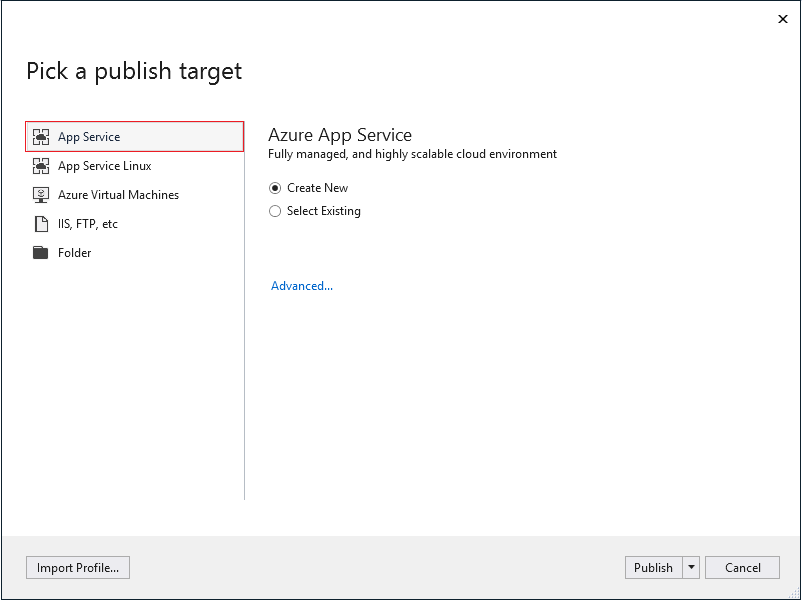 Pick a publish target
App Service
App Service Linux
Azure Virtual Machines
IIS, FTP, etc
Folder
Azure App Service
Fully managed, and highly scalable cloud environment
Create New
Select Existing
Advanced...
Import Profile...
Publish
Cancel